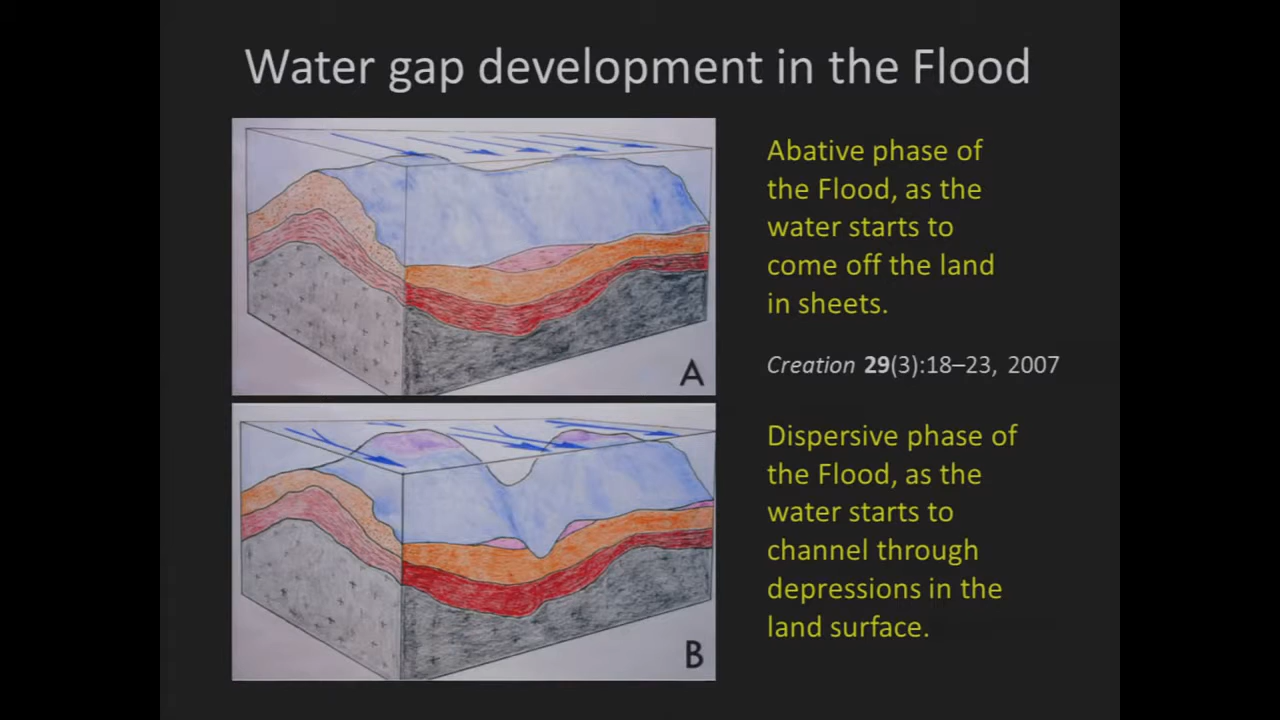 Water gap development in the Flood
Abative phase of
the Flood, as the
water starts to
come off the land
in sheets.
A
Creation 29(3):18–23, 2007
Dispersive phase of
the Flood, as the
water starts to
channel through
depressions in the
land surface.
B